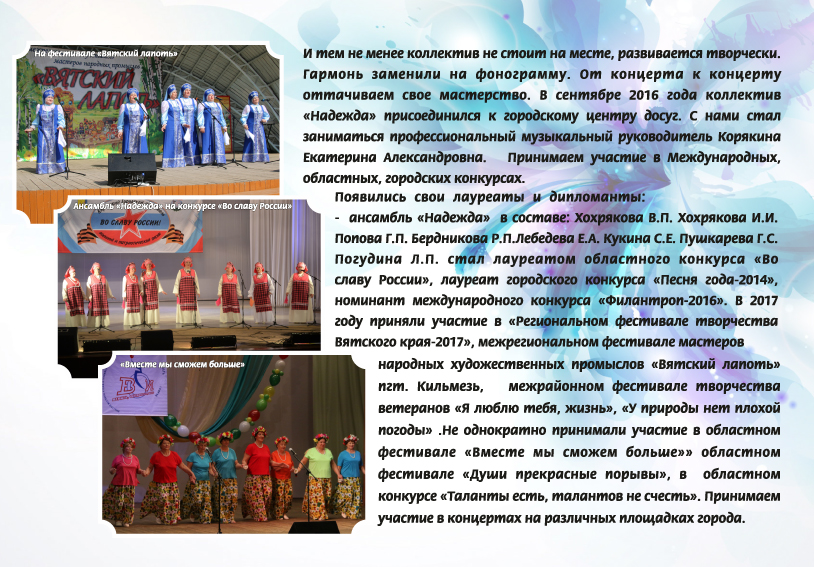 На фестивале «Вятский лапоть»
мастеров народных промыслов
«ВЯТСКИЙ
ЛАПОТЬ»
Ансамбль «Надежда» на конкурсе «Во славу России»
ВО СЛАВУ РОССИИ!
«Вместе мы сможем больше»
И тем не менее коллектив не стоит на месте, развивается творчески.
Гармонь заменили на фонограмму. От концерта к концерту
оттачиваем свое мастерство. В сентябре 2016 года коллектив
«Надежда» присоединился к городскому центру досуг. С нами стал
заниматься профессиональный музыкальный руководитель Корякина
Екатерина Александровна. Принимаем участие в Международных,
областных, городских конкурсах.
Появились свои лауреаты и дипломанты:
- ансамбль «Надежда» в составе: Хохрякова В.П. Хохрякова И.И.
Попова Г.П. Бердникова Р.П.Лебедева Е.А. Кукина С.Е. Пушкарева Г.С.
Погудина Л.П. стал лауреатом областного конкурса «Во
славу России», лауреат городского конкурса «Песня года-2014»,
номинант международного конкурса «Филантроп-2016». В 2017
году приняли участие в «Региональном фестивале творчества
Вятского края-2017», межрегиональном фестивале мастеров
народных художественных промыслов «Вятский лапоть»
пгт. Кильмезь, межрайонном фестивале творчества
ветеранов «Я люблю тебя, жизнь», «У природы нет плохой
погоды» .Не однократно принимали участие в областном
фестивале «Вместе мы сможем больше»» областном
фестивале «Души прекрасные порывы», в областном
конкурсе «Таланты есть, талантов не счесть». Принимаем
участие в концертах на различных площадках города.